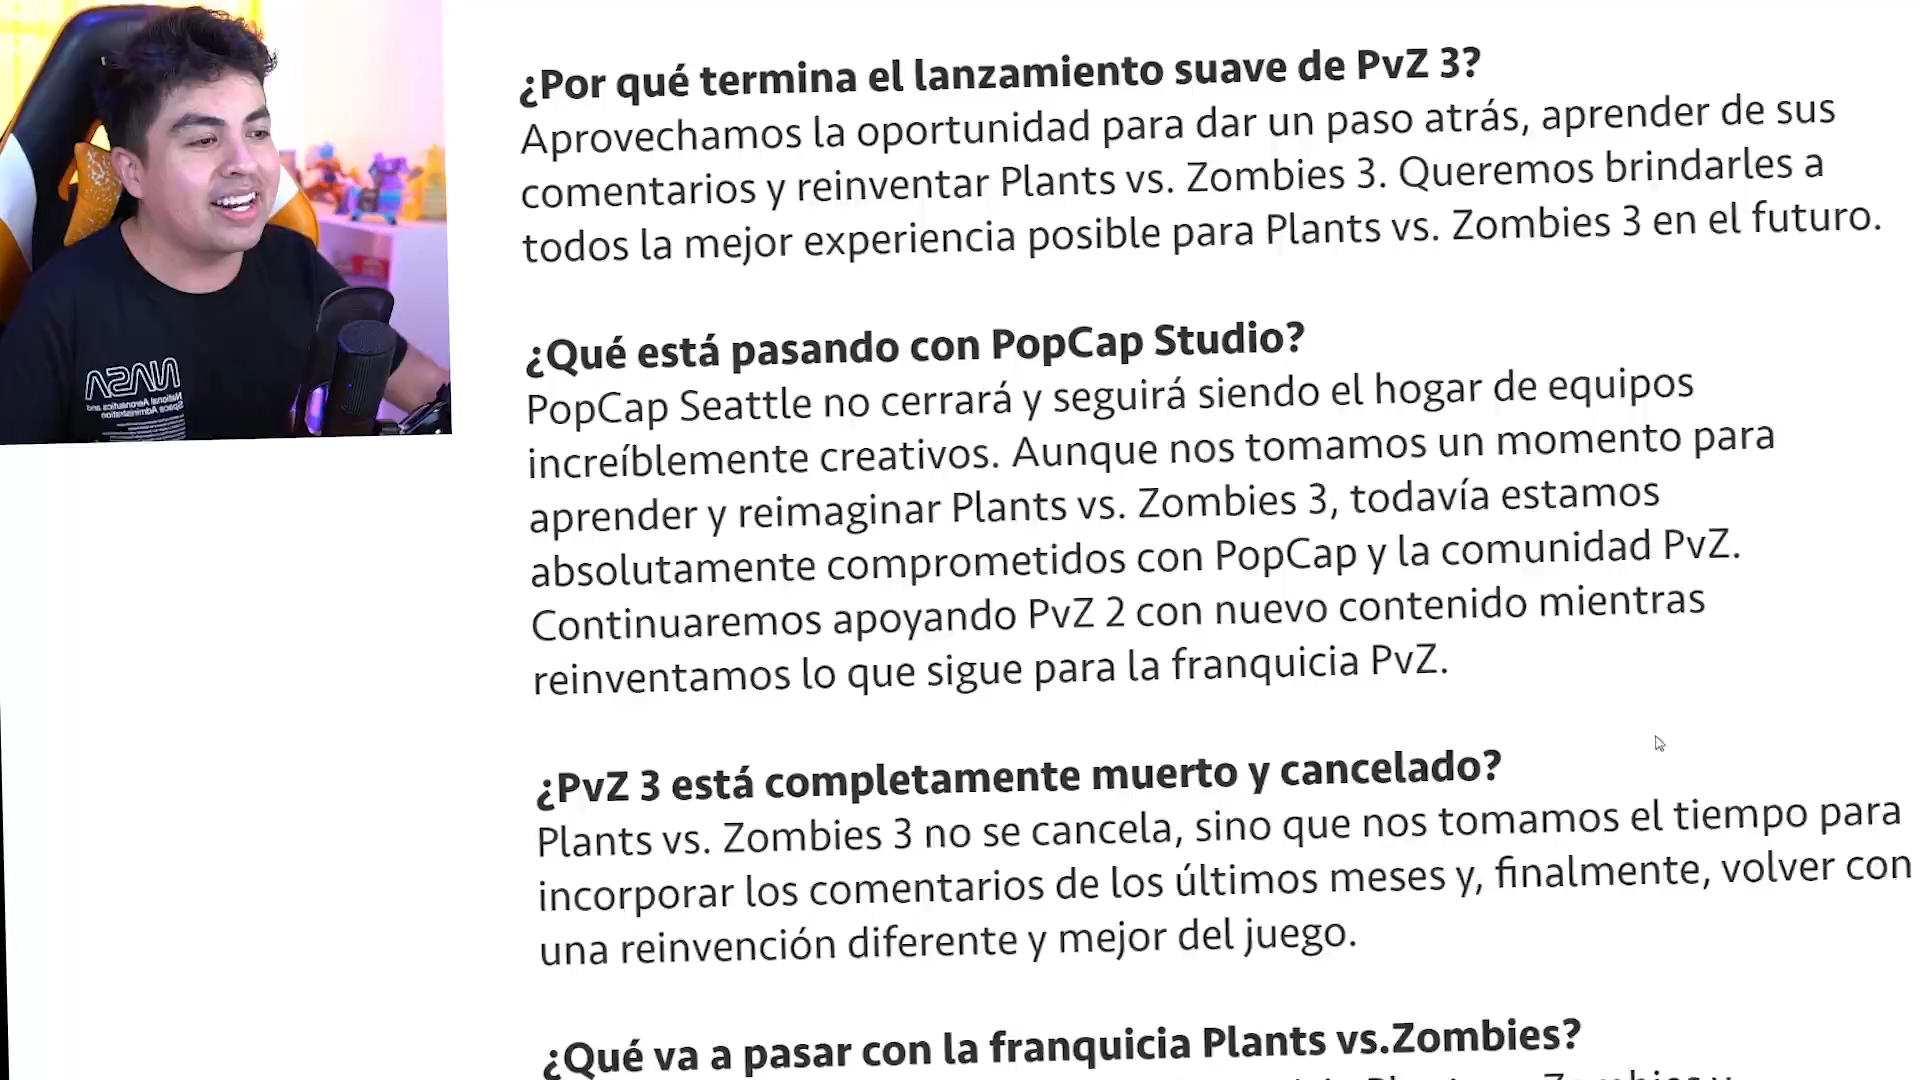 ¿Por qué termina el lanzamiento suave de PvZ 3?
Aprovechamos la oportunidad para dar un paso atrás, aprender de sus
comentarios y reinventar Plants vs. Zombies 3. Queremos brindarles a
todos la mejor experiencia posible para Plants vs. Zombies 3 en el futuro.
¿Qué está pasando con PopCap Studio?
PopCap Seattle no cerrará y seguirá siendo el hogar de equipos
increíblemente creativos. Aunque nos tomamos un momento para
aprender y reimaginar Plants vs. Zombies 3, todavía estamos
absolutamente comprometidos con PopCap y la comunidad PvZ.
Continuaremos apoyando PvZ 2 con nuevo contenido mientras
reinventamos lo que sigue para la franquicia PvZ.
¿PvZ 3 está completamente muerto y cancelado?
Plants vs. Zombies 3 no se cancela, sino que nos tomamos el tiempo para
incorporar los comentarios de los últimos meses y, finalmente, volver con
una reinvención diferente y mejor del juego.
¿Qué va a pasar con la franquicia Plants vs.Zombies?
NASA
National Aeronautics and
Space Administration